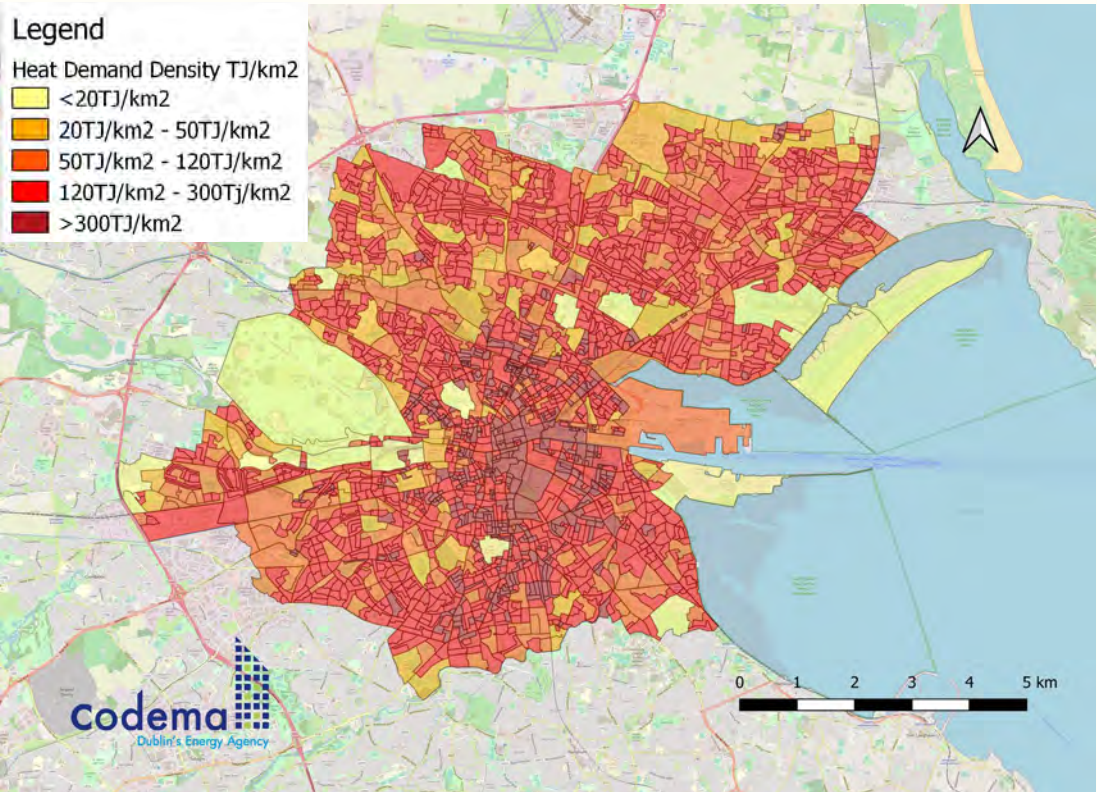 Legend
Heat Demand Density TJ/km2
<20TJ/km2
20TJ/km2 - 50TJ/km2
50TJ/km2 - 120TJ/km2
120TJ/km2 - 300Tj/km2
>300TJ/km2
codema
Dublin's Energy Agency
0 1 2 3 4 5 km